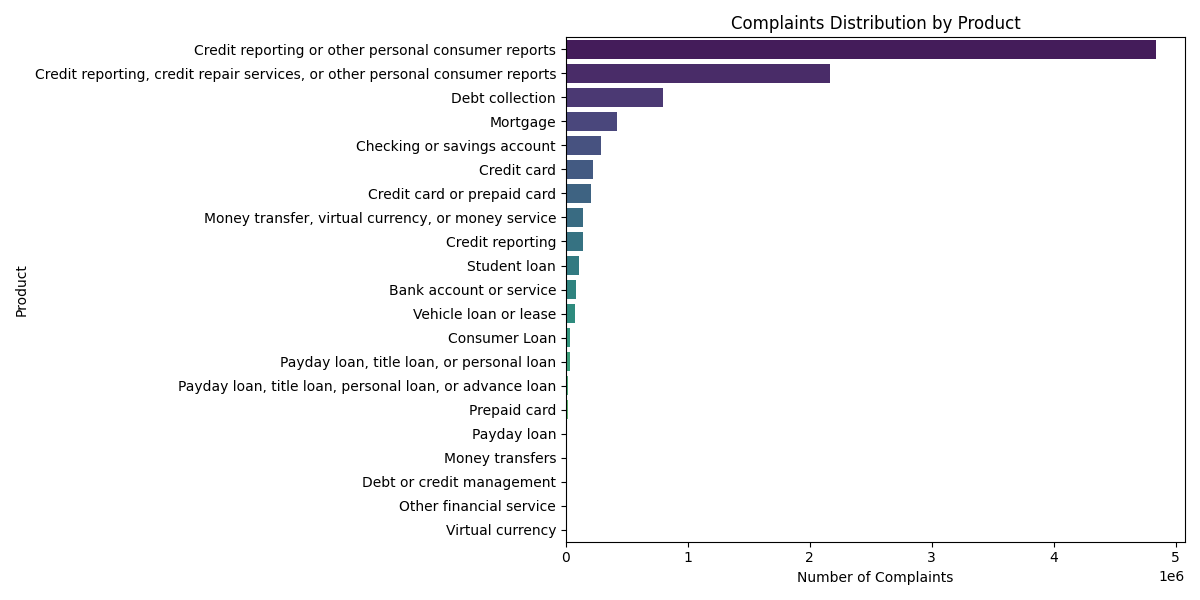 Complaints Distribution by Product
Credit reporting or other personal consumer reports
Credit reporting, credit repair services, or other personal consumer reports
Debt collection
Mortgage
Checking or savings account
Credit card
Credit card or prepaid card
Money transfer, virtual currency, or money service
Credit reporting
Student loan
Bank account or service
Vehicle loan or lease
Consumer Loan
Payday loan, title loan, or personal loan
Payday loan, title loan, personal loan, or advance loan
Prepaid card
Payday loan
Money transfers
Debt or credit management
Other financial service
Virtual currency
Product
0 1 2 3 4 5
1e6
Number of Complaints